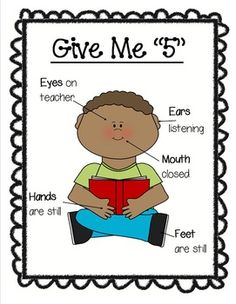 Give Me "5"
Eyes on
teacher
Ears
listening
Mouth
closed
Hands
are still
Feet
are still